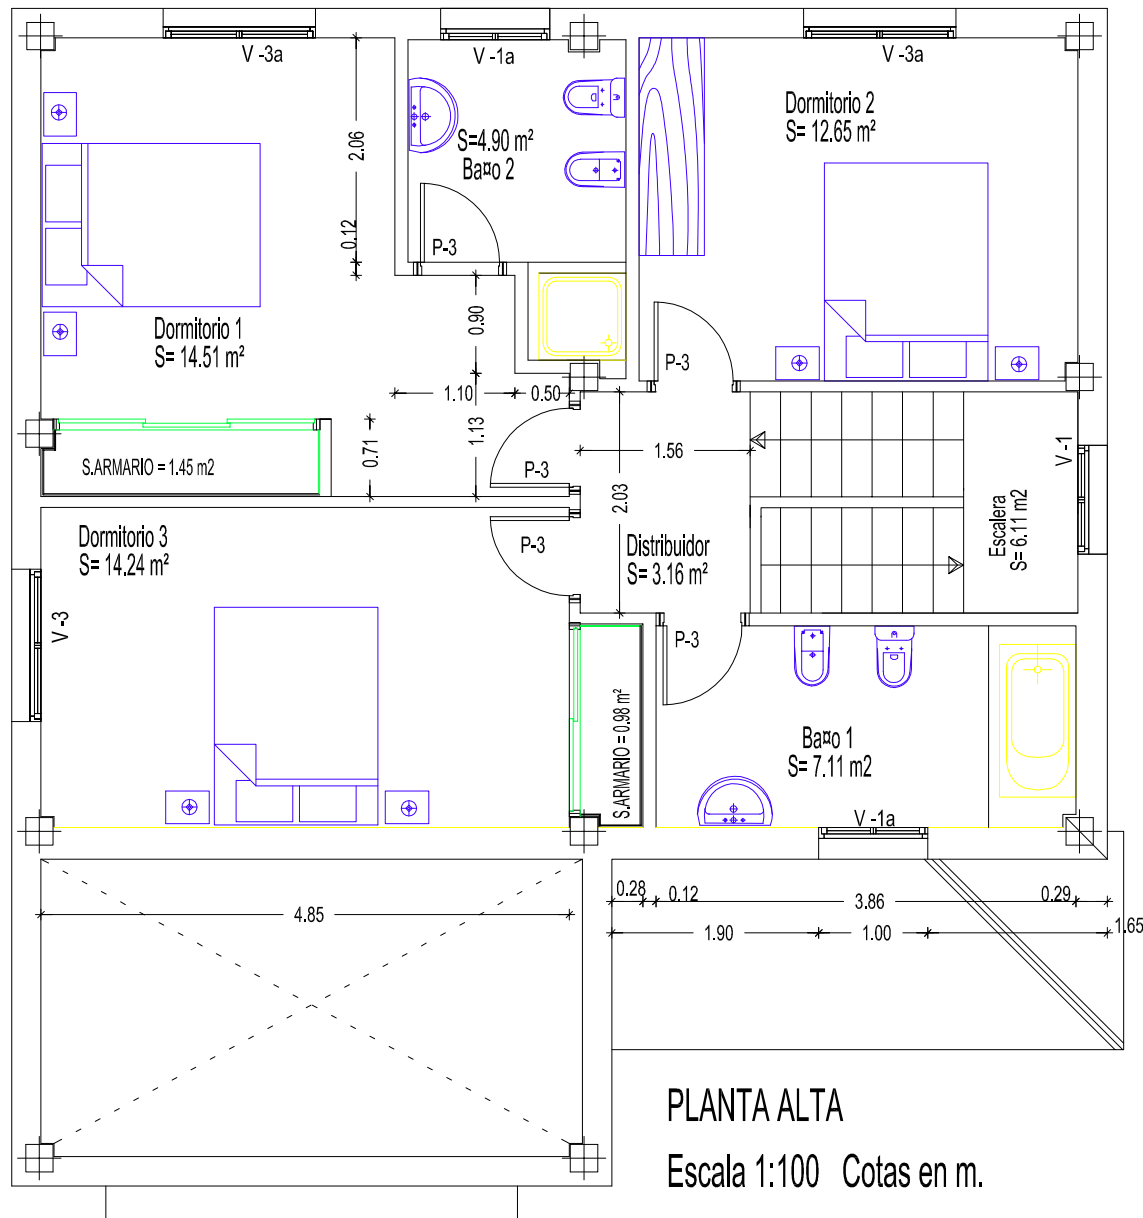 V -3a
V -1a
V -3a
Dormitorio 2
S= 12.65 m²
2.06
S=4.90 m²
Ba¤o 2
0.12
P-3
Dormitorio 1
S= 14.51 m²
0.90
P-3
1.10
0.50
1.13
0.71
1.56
V -1
S.ARMARIO = 1.45 m2
P-3
2.03
Dormitorio 3
S= 14.24 m²
P-3
Distribuidor
S= 3.16 m²
Escalera
S= 6.11 m2
V -3
P-3
S.ARMARIO = 0.98 m²
Ba¤o 1
S= 7.11 m2
V -1a
0.28
0.12
3.86
0.29
4.85
1.90
1.00
1.65
PLANTA ALTA
Escala 1:100 Cotas en m.